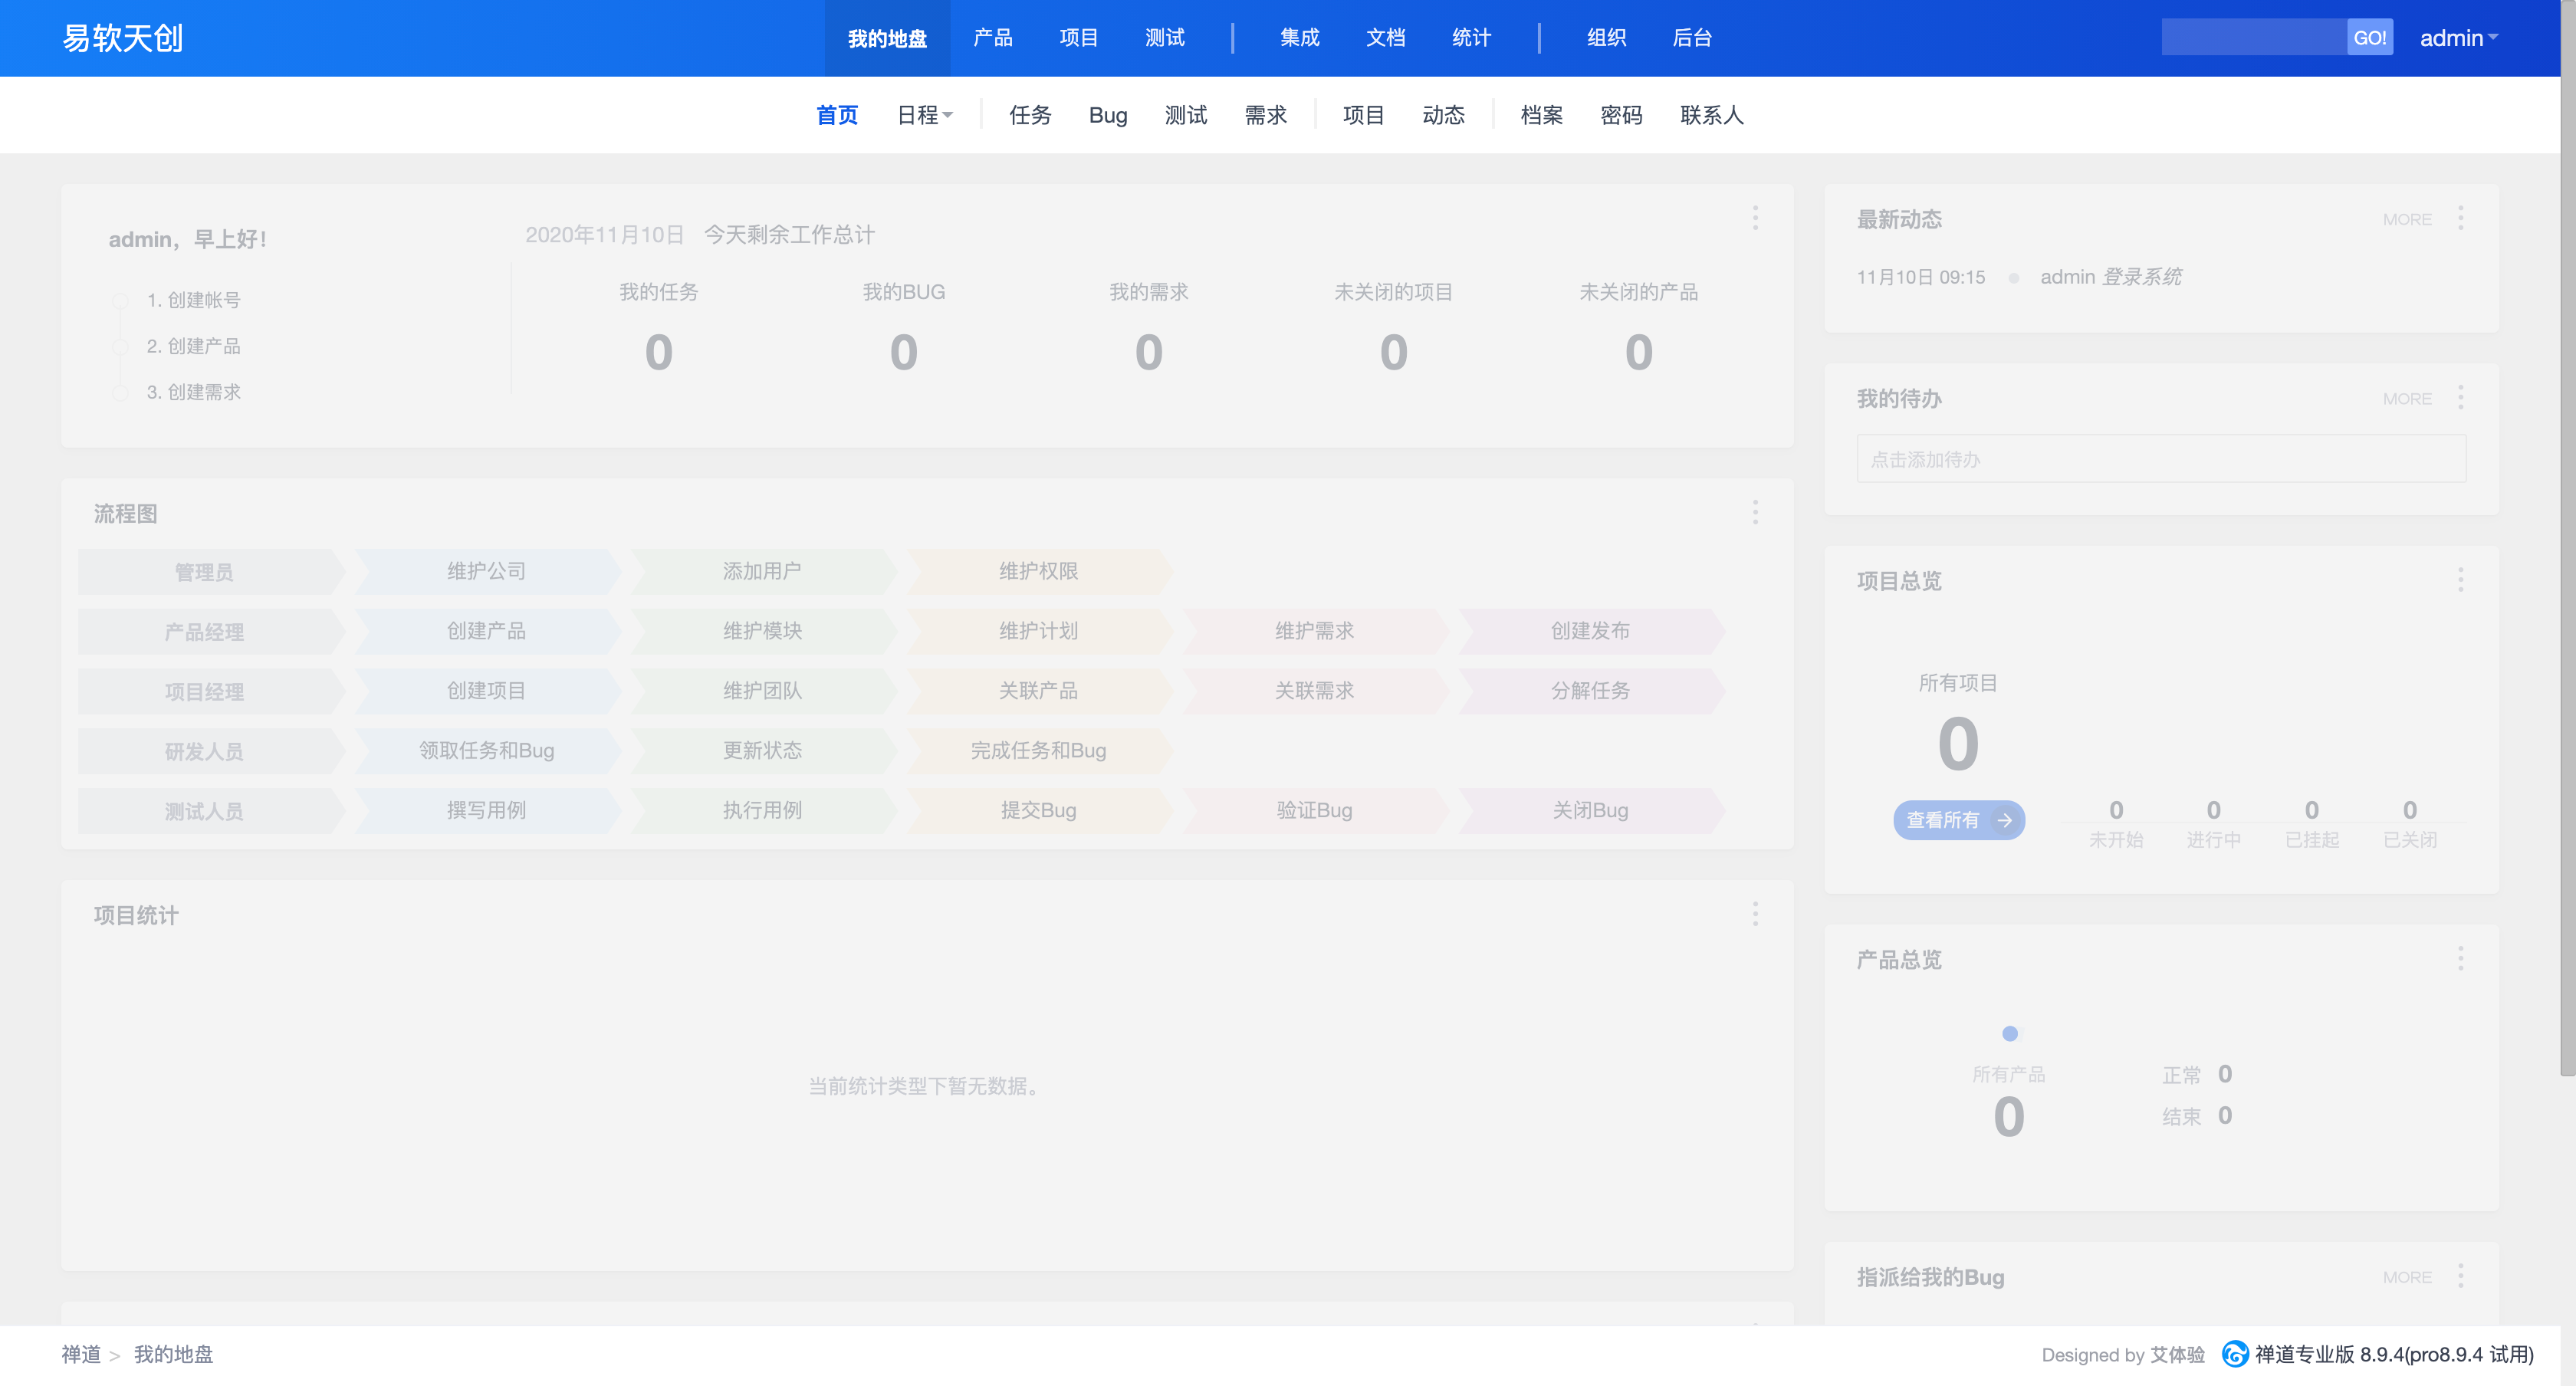 易软天创
我的地盘 产品 项目 测试 集成 文档 统计 组织 后台
GO! admin
首页 日程 任务 Bug 测试 需求 项目 动态 档案 密码 联系人
admin，早上好！
1. 创建帐号
2. 创建产品
3. 创建需求
2020年11月10日 今天剩余工作总计
我的任务 我的BUG 我的需求 未关闭的项目 未关闭的产品
0 0 0 0 0
流程图
管理员 维护公司 添加用户 维护权限
产品经理 创建产品 维护模块 维护计划 维护需求 创建发布
项目经理 创建项目 维护团队 关联产品 关联需求 分解任务
研发人员 领取任务和Bug 更新状态 完成任务和Bug
测试人员 撰写用例 执行用例 提交Bug 验证Bug 关闭Bug
项目统计
当前统计类型下暂无数据。
最新动态 MORE
11月10日 09:15 admin 登录系统
我的待办 MORE
点击添加待办
项目总览
所有项目
0
查看所有
0 0 0 0
未开始 进行中 已挂起 已关闭
产品总览
所有产品
0
正常 0
结束 0
指派给我的Bug MORE
禅道 > 我的地盘
Designed by 艾体验 禅道专业版 8.9.4(pro8.9.4 试用)